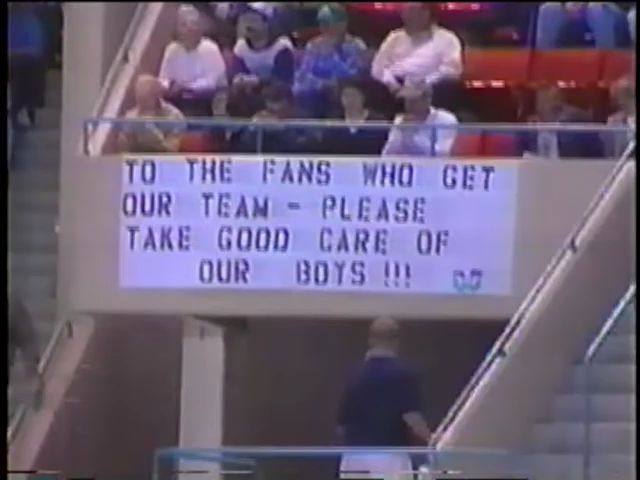 TO THE FANS WHO GET
OUR TEAM - PLEASE
TAKE GOOD CARE OF
OUR BOYS !!!